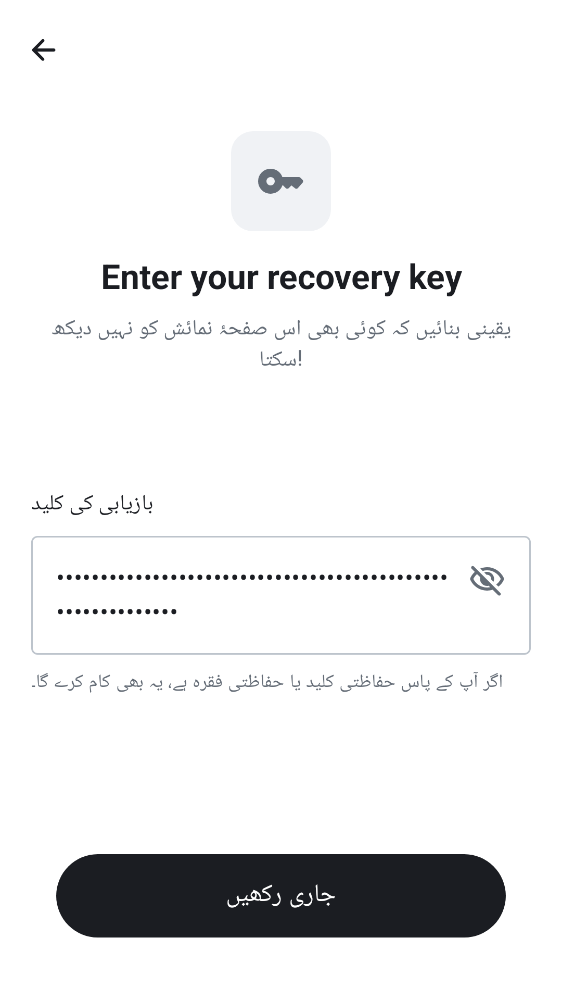 Enter your recovery key
یقینی بنائیں کہ کوئی بھی اس صفحۂ نمائش کو نہیں دیکھ
سکتا!
بازیابی کی کلید
•••••••••••••••••••••••••••••••••••••••••••••
••••••••••••••
اگر آپ کے پاس حفاظتی کلید یا حفاظتی فقرہ ہے، یہ بھی کام کرے گا۔
جاری رکھیں